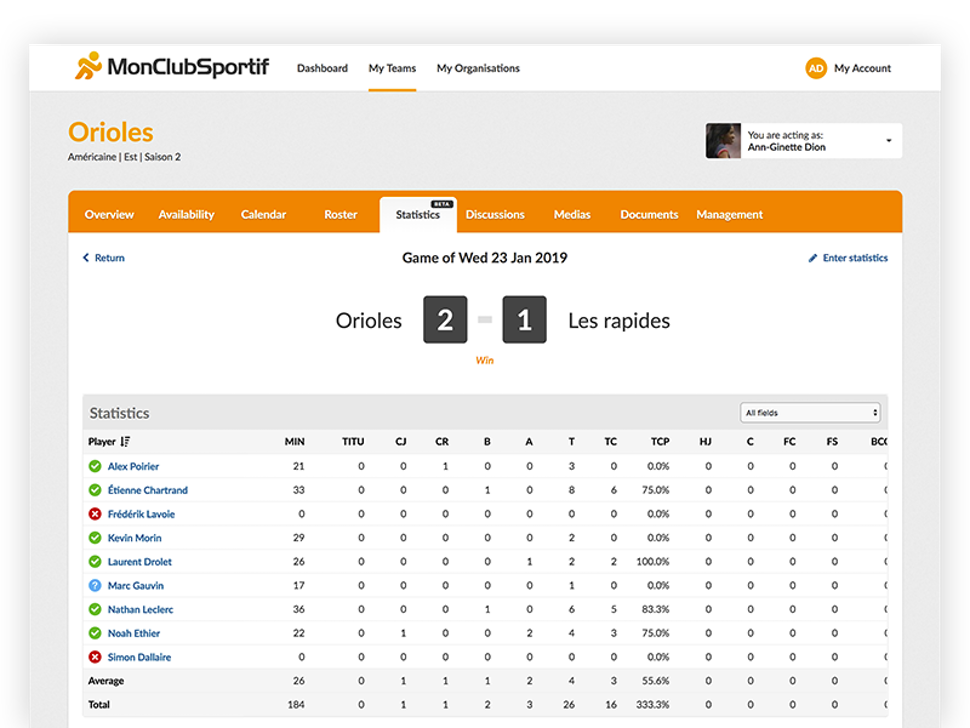 MonClubSportif Dashboard My Teams My Organisations AD My Account
Orioles
Américaine | Est | Saison 2
You are acting as:
Ann-Ginette Dion
BETA
Overview Availability Calendar Roster Statistics Discussions Medias Documents Management
Return Game of Wed 23 Jan 2019 Enter statistics
Orioles 2 - 1 Les rapides
Win
Statistics All fields
Player MIN TITU CJ CR B A T TC TCP HJ C FC FS
Alex Poirier 21 0 0 1 0 0 3 0 0.0% 0 0 0 0
Étienne Chartrand 33 0 0 0 1 0 8 6 75.0% 0 0 0 0
Frédérik Lavoie 0 0 0 0 0 0 0 0 0.0% 0 0 0 0
Kevin Morin 29 0 0 0 0 0 2 0 0.0% 0 0 0 0
Laurent Drolet 26 0 0 0 0 1 2 2 100.0% 0 0 0 0
? Marc Gauvin 17 0 0 0 0 0 1 0 0.0% 0 0 0 0
Nathan Leclerc 36 0 0 0 1 0 6 5 83.3% 0 0 0 0
Noah Ethier 22 0 1 0 0 2 4 3 75.0% 0 0 0 0
Simon Dallaire 0 0 0 0 0 0 0 0 0.0% 0 0 0 0
Average 26 0 1 1 1 2 4 3 55.6% 0 0 0 0
Total 184 0 1 1 2 3 26 16 333.3% 0 0 0 0